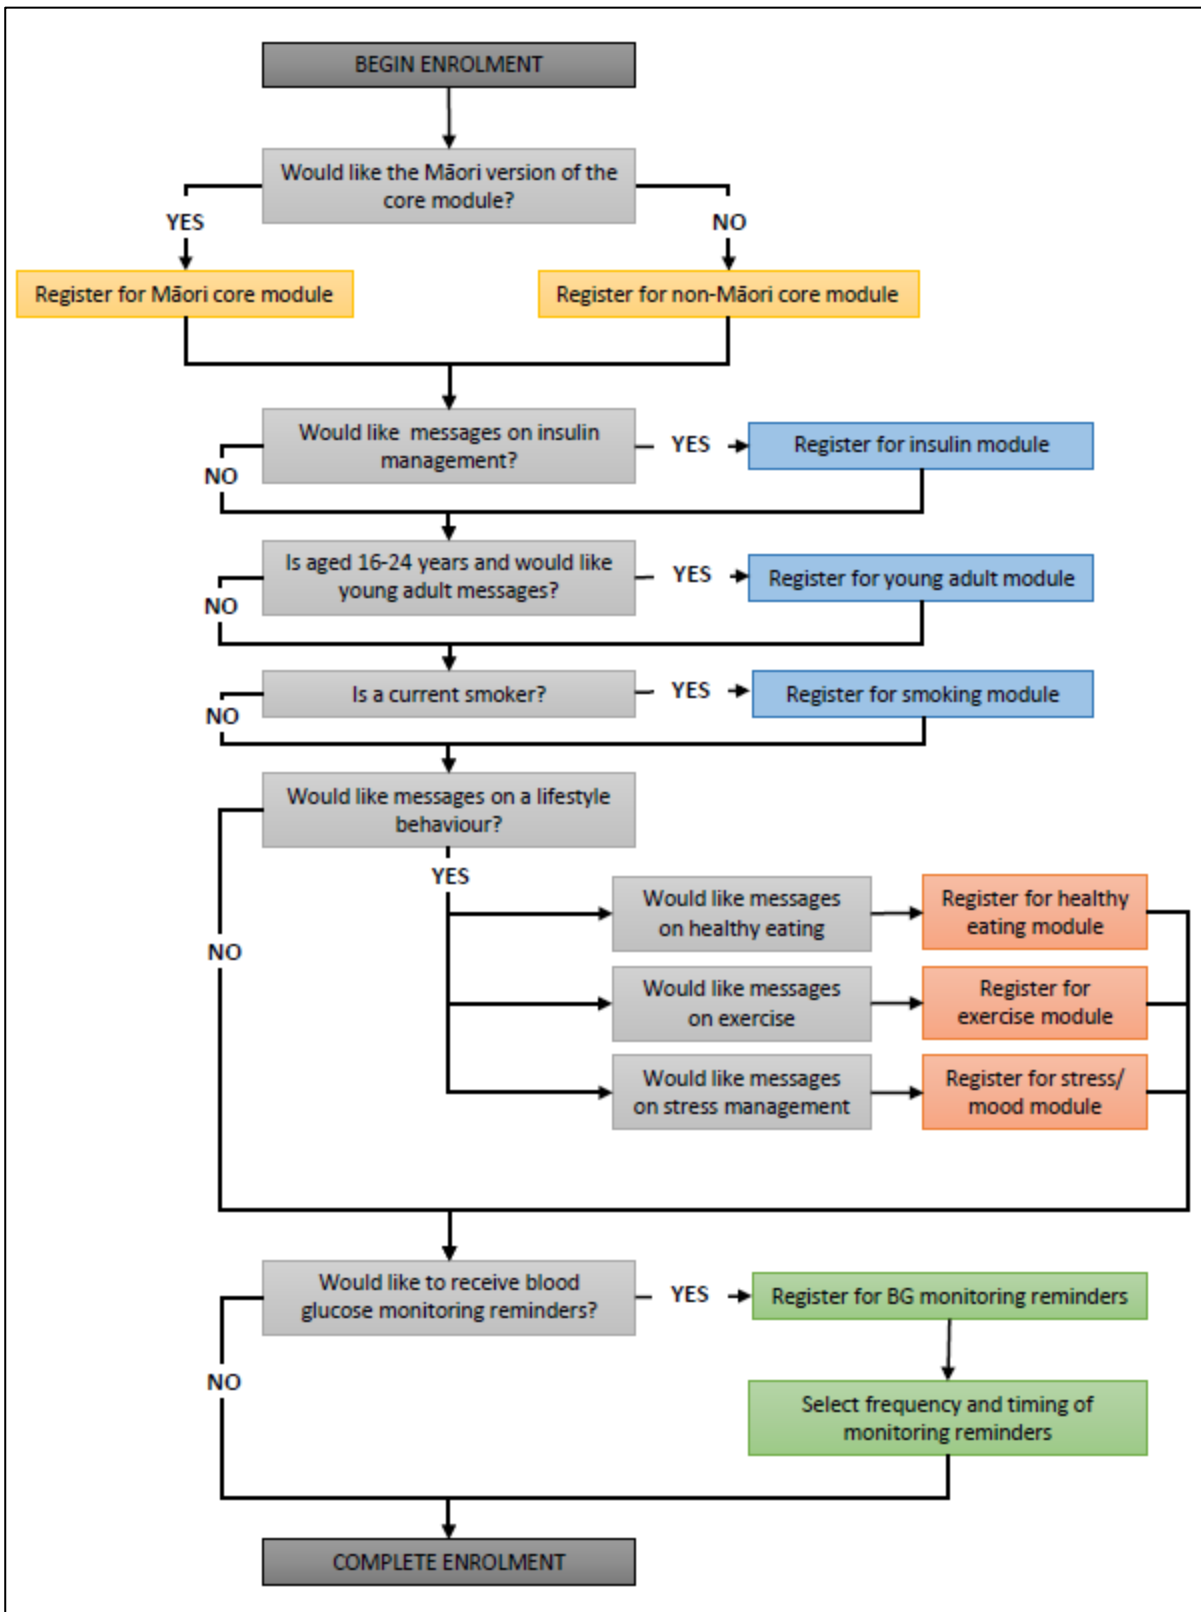 BEGIN ENROLMENT
Would like the Māori version of the
core module?
YES
NO
Register for Māori core module
Register for non-Māori core module
Would like messages on insulin
management?
YES
Register for insulin module
NO
Is aged 16-24 years and would like
young adult messages?
YES
Register for young adult module
NO
Is a current smoker?
YES
Register for smoking module
NO
Would like messages on a lifestyle
behaviour?
YES
NO
Would like messages
on healthy eating
Register for healthy
eating module
Would like messages
on exercise
Register for
exercise module
Would like messages
on stress management
Register for stress/
mood module
Would like to receive blood
glucose monitoring reminders?
YES
Register for BG monitoring reminders
NO
Select frequency and timing of
monitoring reminders
COMPLETE ENROLMENT